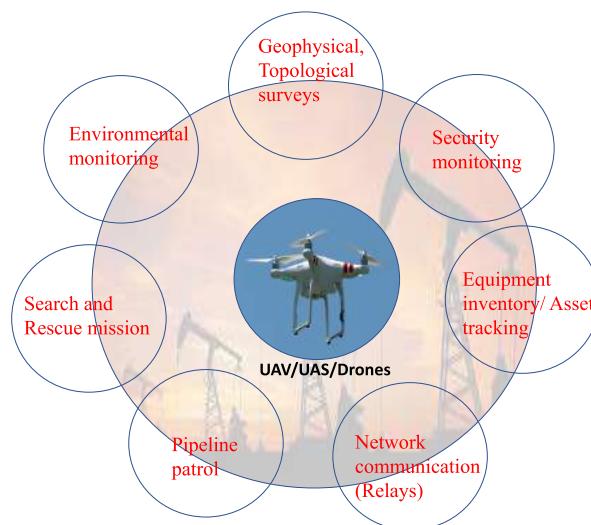 Geophysical,
Topological
surveys
Environmental
monitoring
Security
monitoring
Search and
Rescue mission
Equipment
inventory/ Asset
tracking
UAV/UAS/Drones
Pipeline
patrol
Network
communication
(Relays)